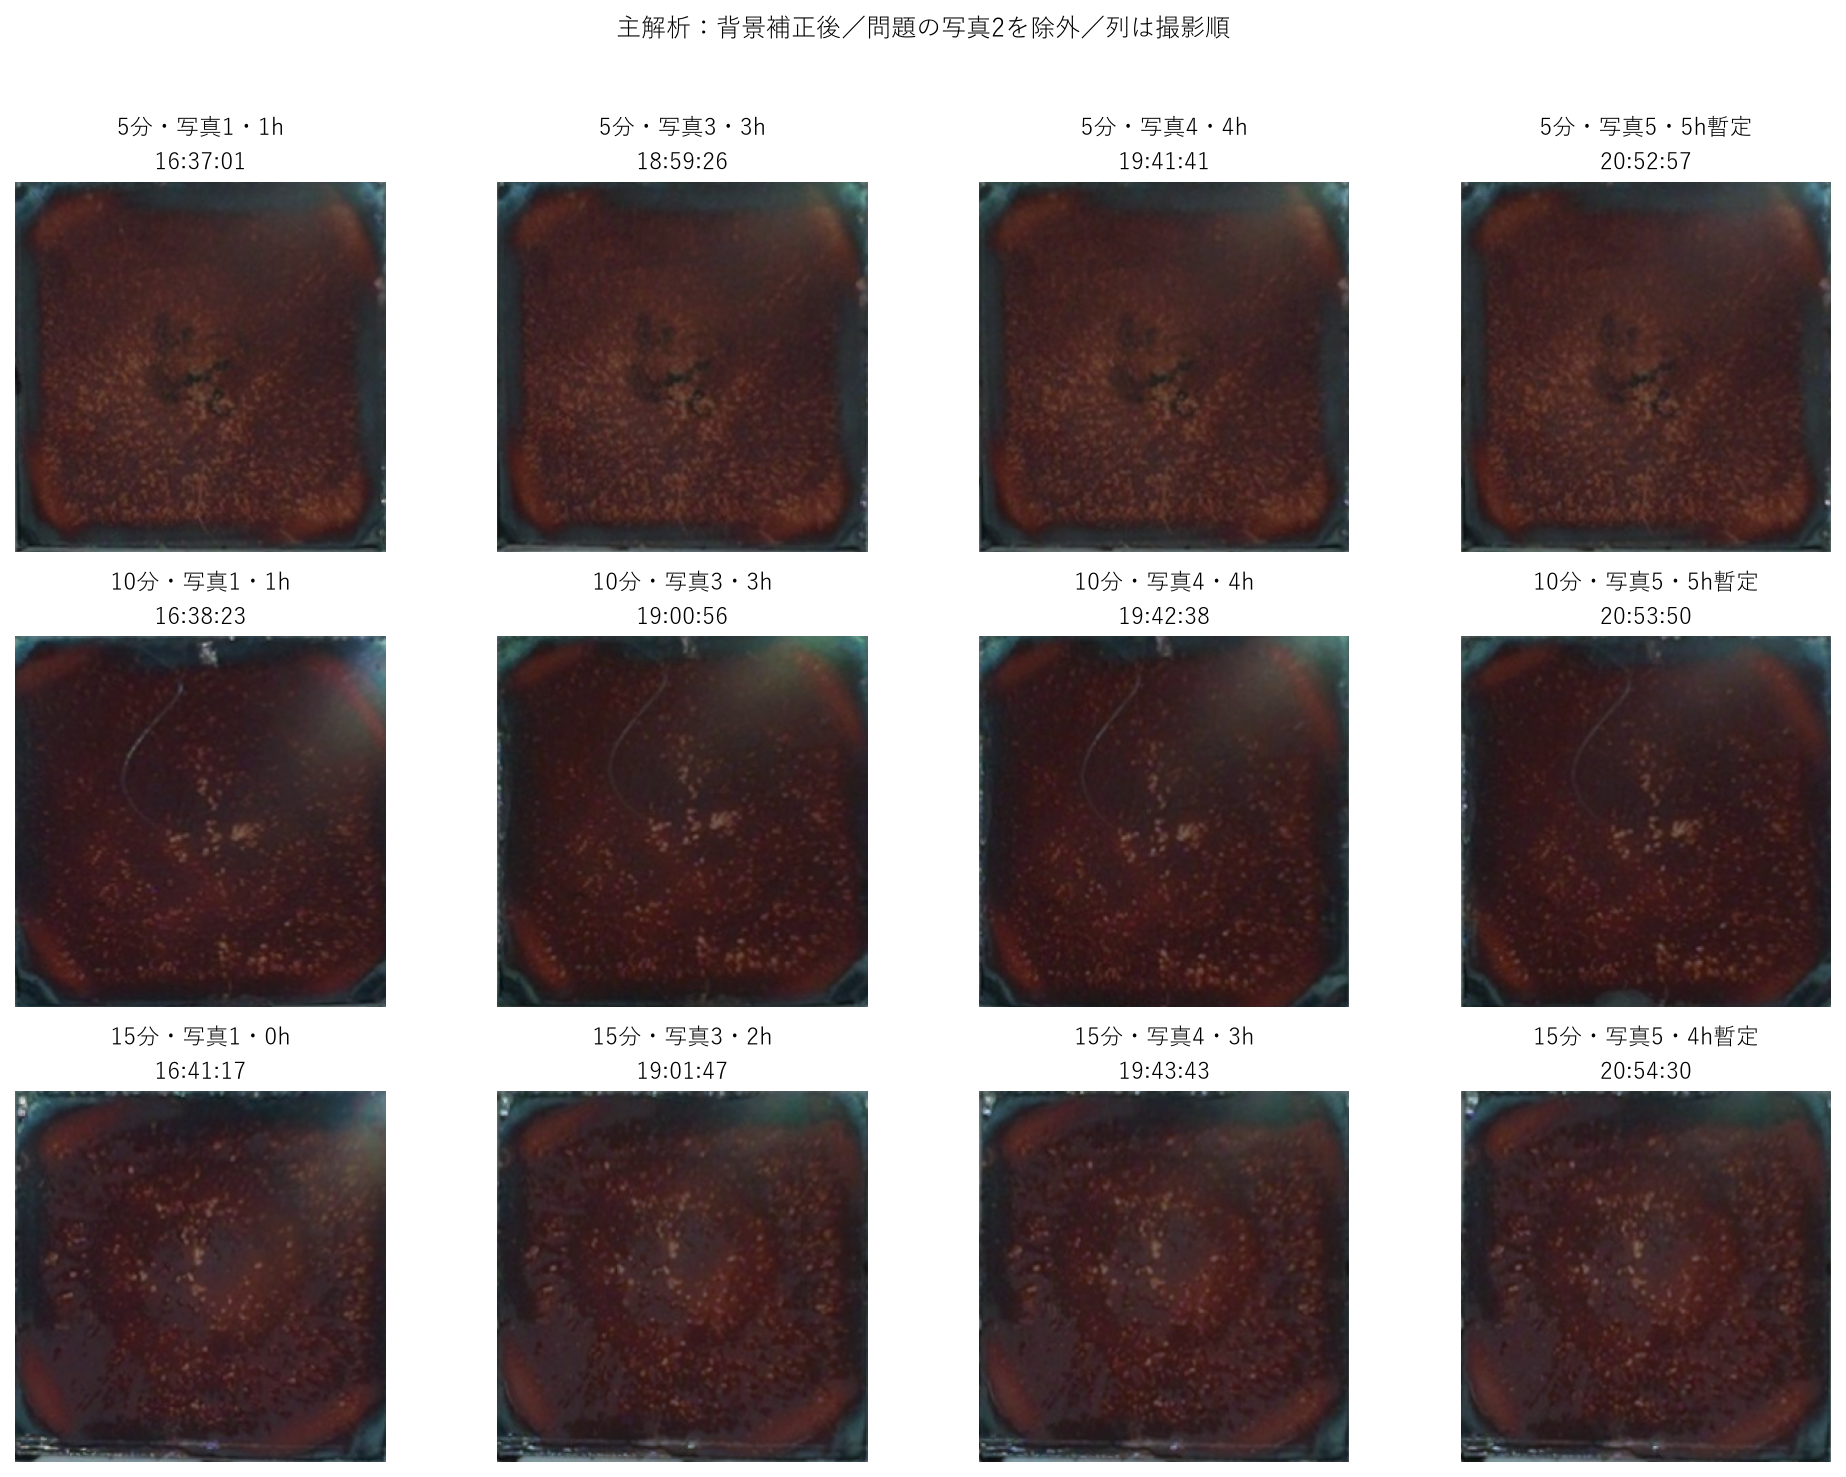 主解析：背景補正後／問題の写真2を除外／列は撮影順
5分・写真1・1h
16:37:01
5分・写真3・3h
18:59:26
5分・写真4・4h
19:41:41
5分・写真5・5h暫定
20:52:57
10分・写真1・1h
16:38:23
10分・写真3・3h
19:00:56
10分・写真4・4h
19:42:38
10分・写真5・5h暫定
20:53:50
15分・写真1・0h
16:41:17
15分・写真3・2h
19:01:47
15分・写真4・3h
19:43:43
15分・写真5・4h暫定
20:54:30